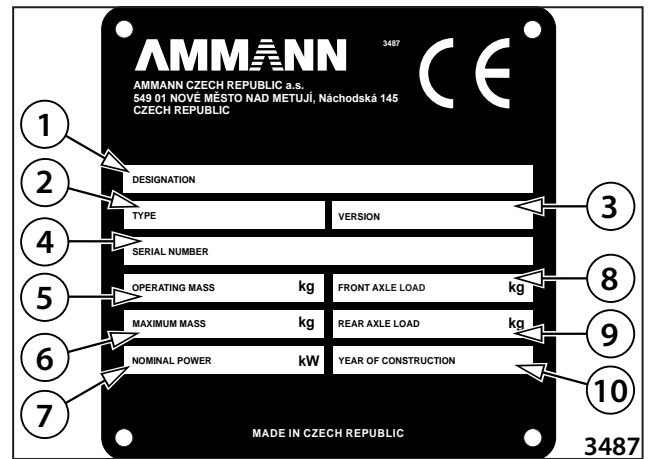 AMMANN
3487
CE
AMMANN CZECH REPUBLIC a.s.
549 01 NOVÉ MĚSTO NAD METUJÍ, Náchodská 145
CZECH REPUBLIC
1
DESIGNATION
2
TYPE
VERSION
3
4
SERIAL NUMBER
5
OPERATING MASS kg
FRONT AXLE LOAD kg
8
6
MAXIMUM MASS kg
REAR AXLE LOAD kg
9
7
NOMINAL POWER kW
YEAR OF CONSTRUCTION
10
MADE IN CZECH REPUBLIC
3487